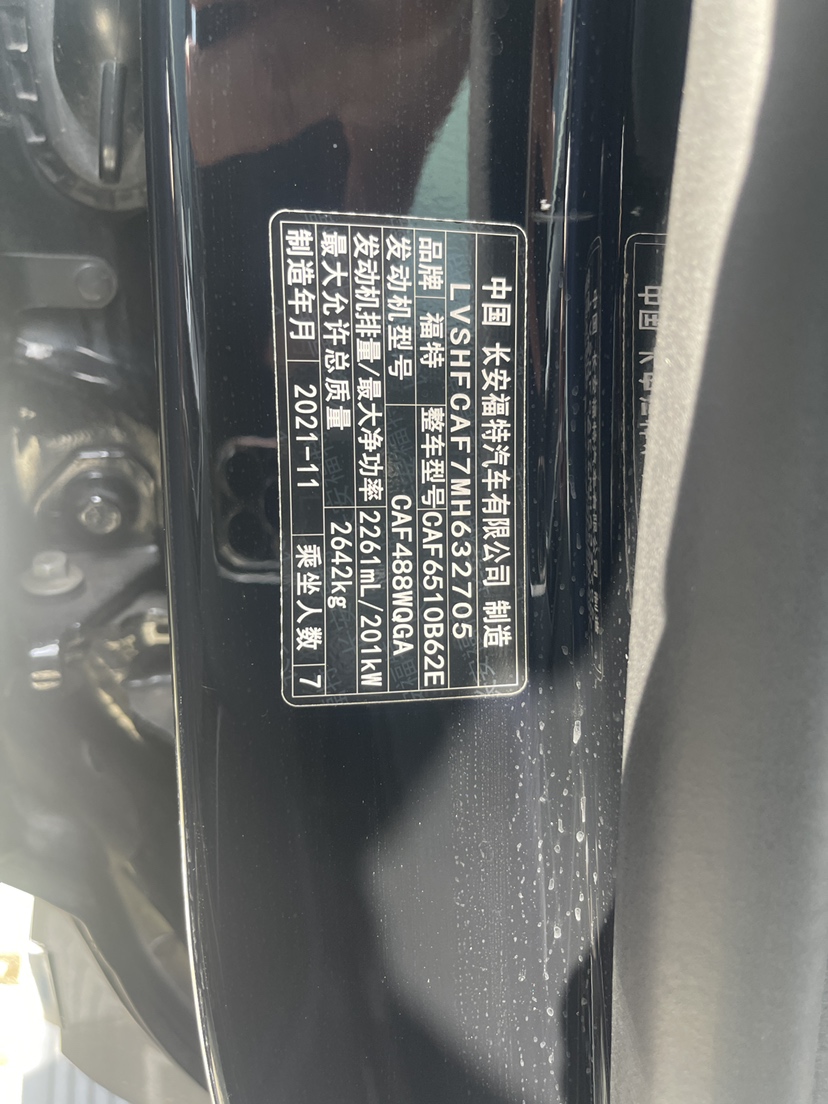 中国 长安福特汽车有限公司 制造
LVSHFCAF7MH632705
品牌 福特 整车型号 CAF6510B62E
发动机型号 CAF488WQGA
发动机排量/最大净功率 2261mL/201kW
最大允许总质量 2642kg
制造年月 2021-11 乘坐人数 7